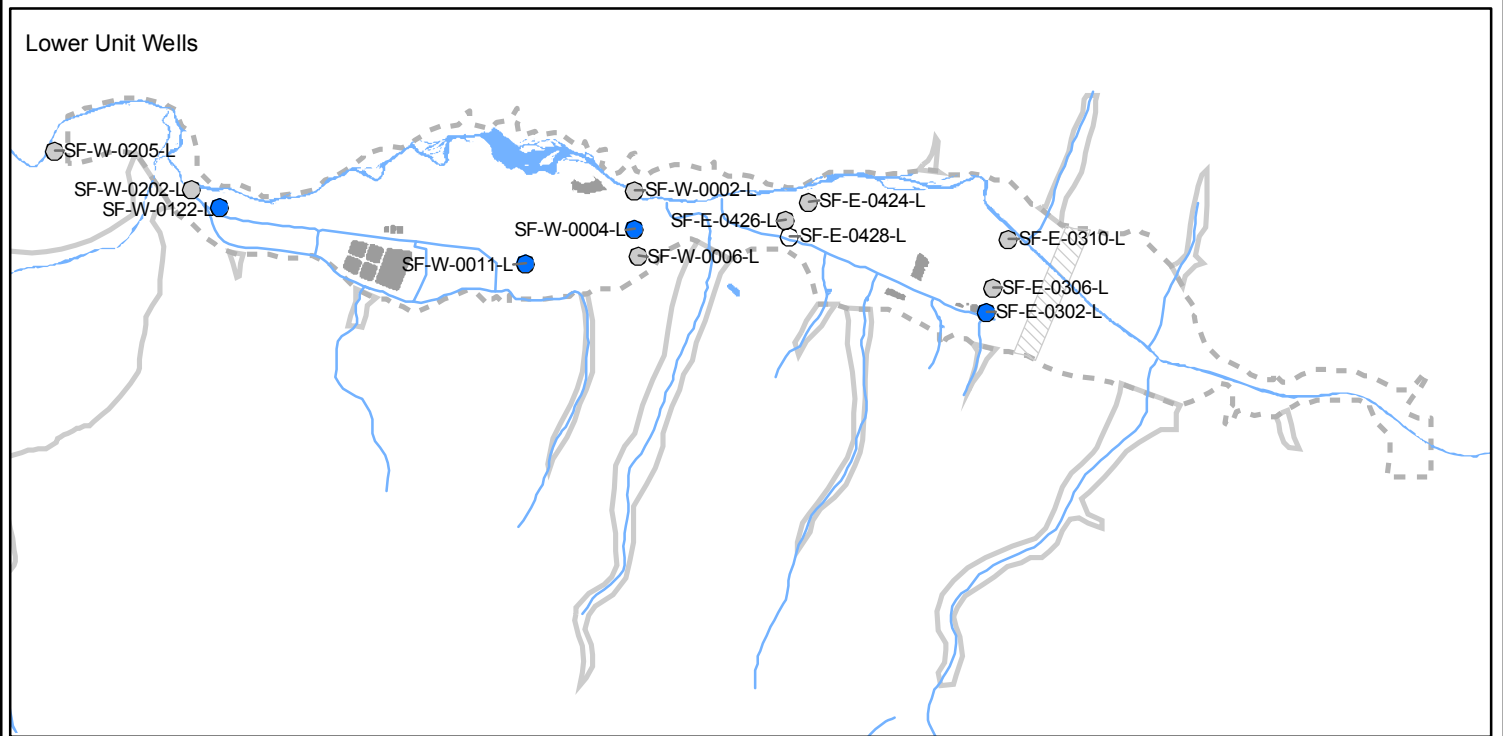 Lower Unit Wells
SF-W-0205-L
SF-W-0202-L
SF-W-0002-L
SF-E-0424-L
SF-W-0122-L
SF-E-0426-L
SF-W-0004-L
SF-E-0428-L
SF-E-0310-L
SF-W-0006-L
SF-W-0011-L
SF-E-0306-L
SF-E-0302-L